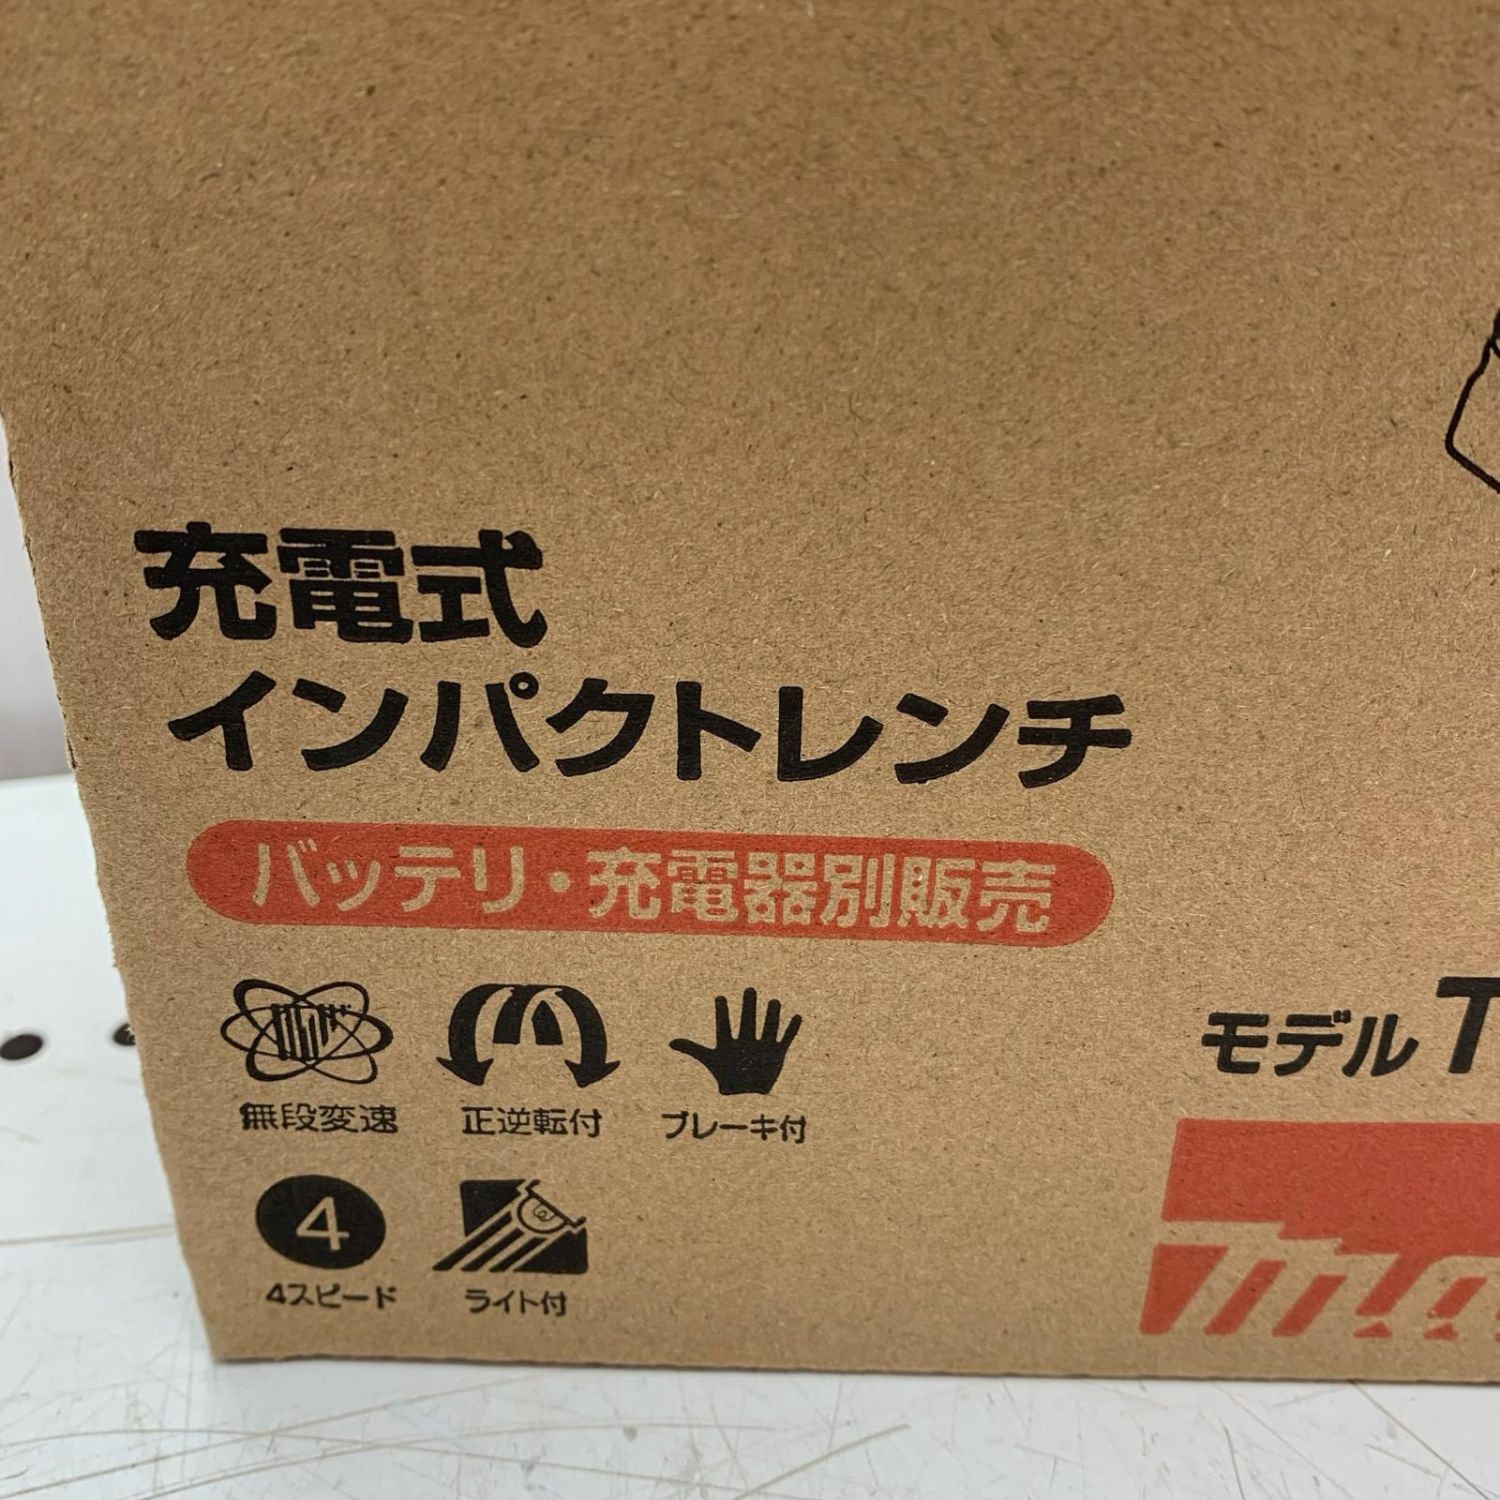 充電式
インパクトレンチ
バッテリ・充電器別販売
無段変速 正逆転付 ブレーキ付
モデル T
4
4スピード ライト付